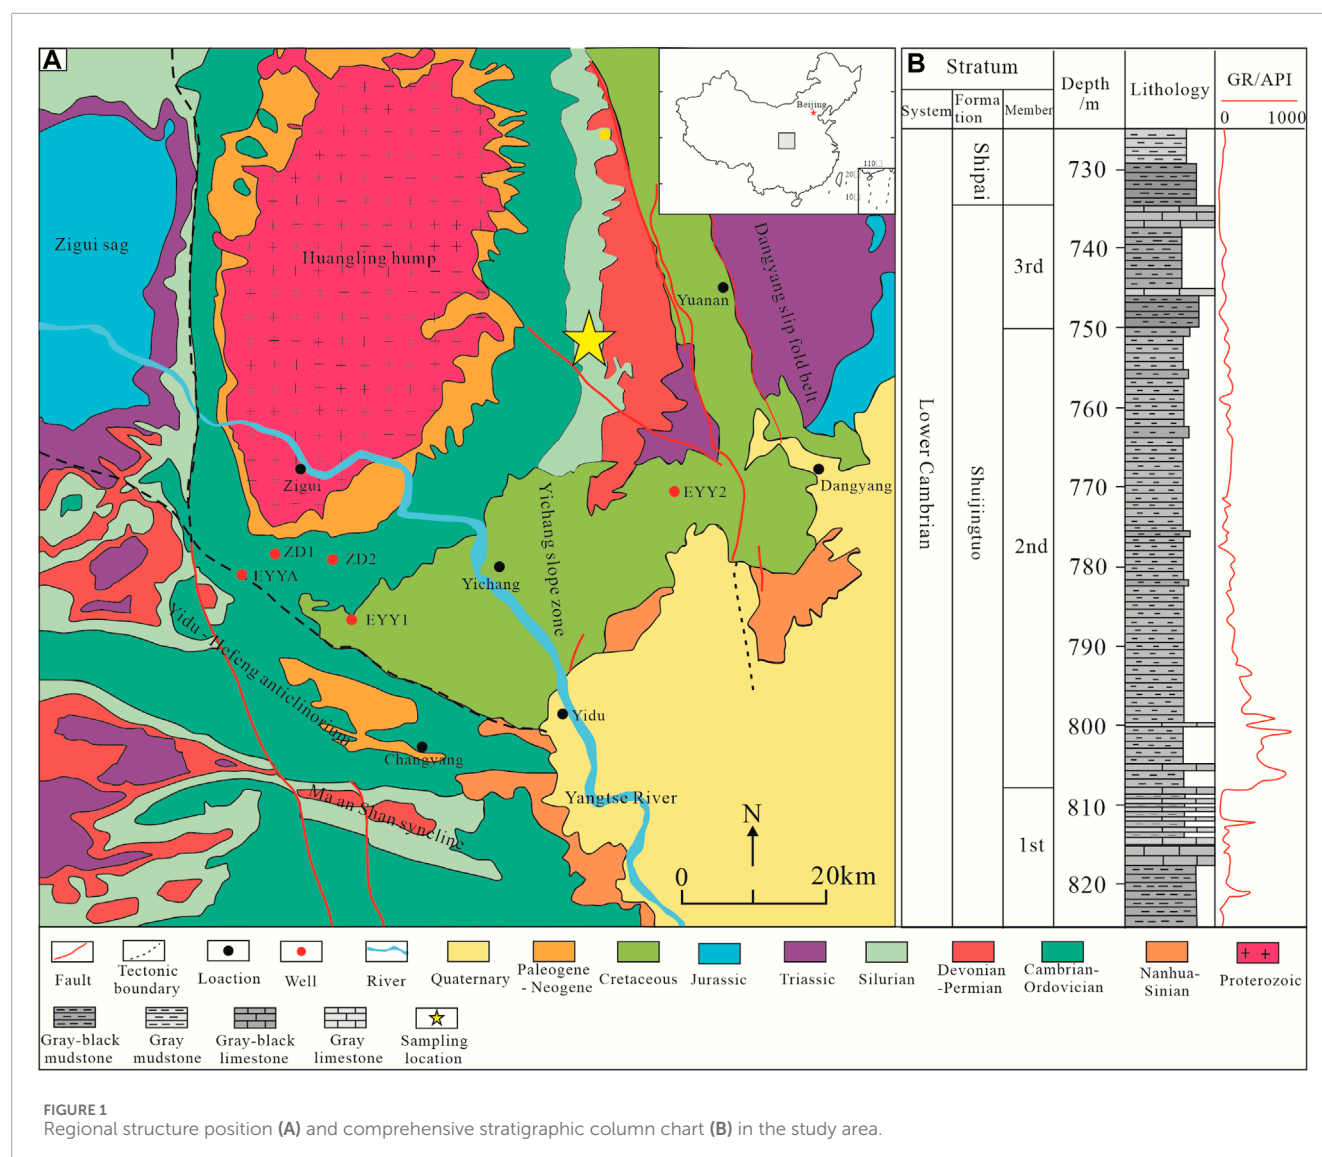 A
Beijing
110
20
10
Zigui sag
Huangling hump
Dangyang slip fold belt
Yuanan
Zigui
EYY2
Dangyang
Yichang slope zone
ZD1
ZD2
EYYA
Yichang
EYY1
Yidu - Hefeng anticlinorium
Yidu
Changyang
Ma an Shan syncline
Yangtse River
N
0
20km
B
Stratum
Depth
/m
Lithology
GR/API
System
Forma
tion
Member
0
1000
Lower Cambrian
Shipai
Shuijingtuo
3rd
2nd
1st
730
740
750
760
770
780
790
800
810
820
Fault
Tectonic
boundary
Loaction
Well
River
Quaternary
Paleogene
- Neogene
Cretaceous
Jurassic
Triassic
Silurian
Devonian
-Permian
Cambrian-
Ordovician
Nanhua-
Sinian
Proterozoic
Gray-black
mudstone
Gray
mudstone
Gray-black
limestone
Gray
limestone
Sampling
location
FIGURE 1
Regional structure position (A) and comprehensive stratigraphic column chart (B) in the study area.